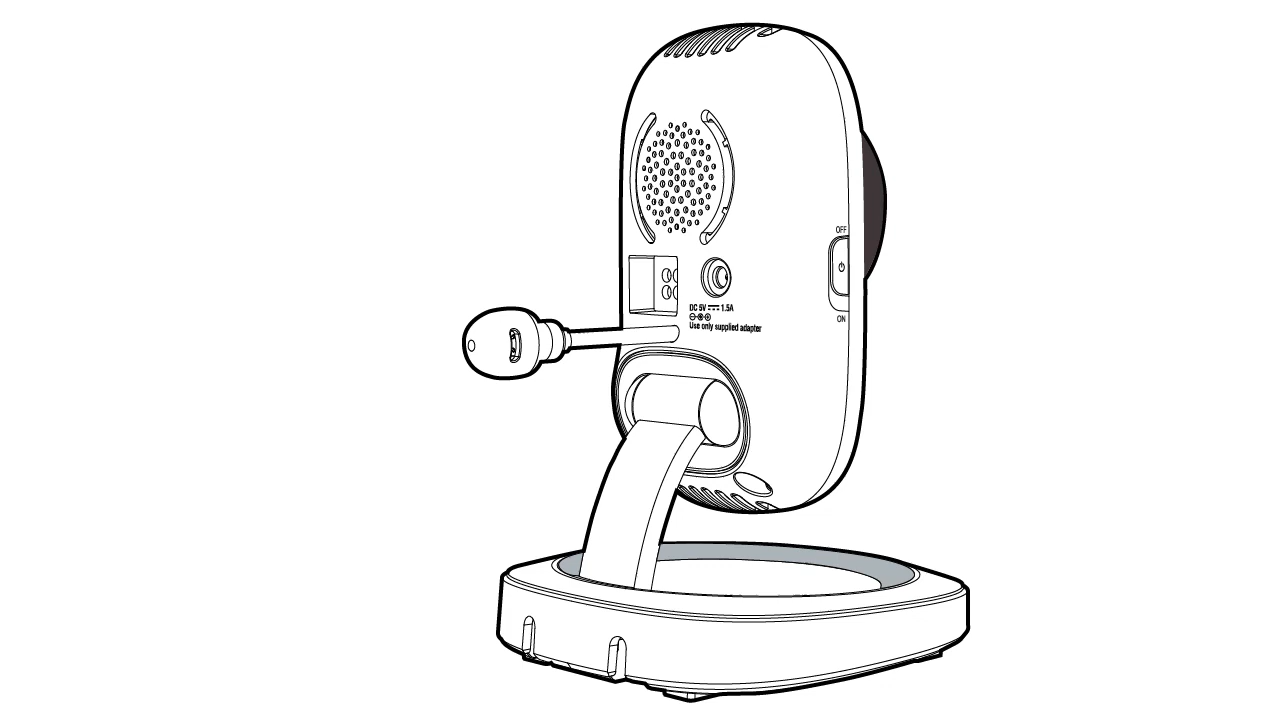 OFF
DC 5V ⎓ 1.5A
Use only supplied adapter
ON